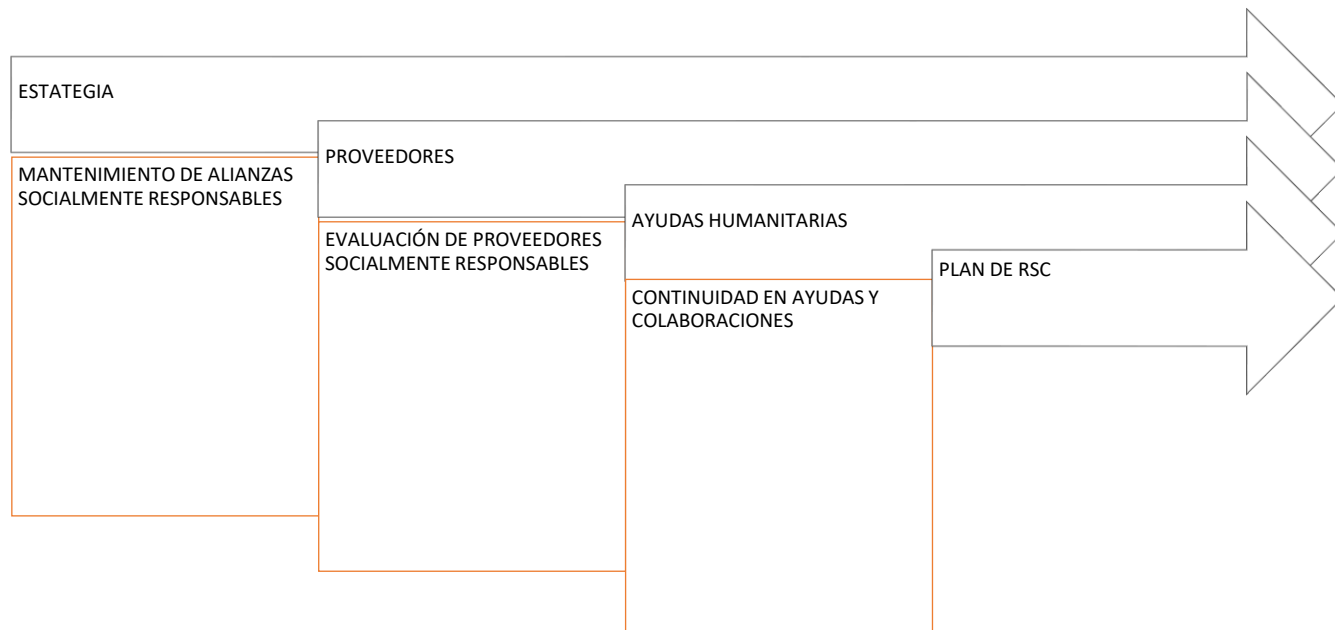 ESTATEGIA
MANTENIMIENTO DE ALIANZAS
SOCIALMENTE RESPONSABLES
PROVEEDORES
EVALUACIÓN DE PROVEEDORES
SOCIALMENTE RESPONSABLES
AYUDAS HUMANITARIAS
CONTINUIDAD EN AYUDAS Y
COLABORACIONES
PLAN DE RSC